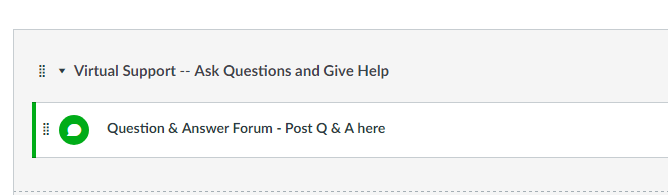 Virtual Support -- Ask Questions and Give Help
Question & Answer Forum - Post Q & A here